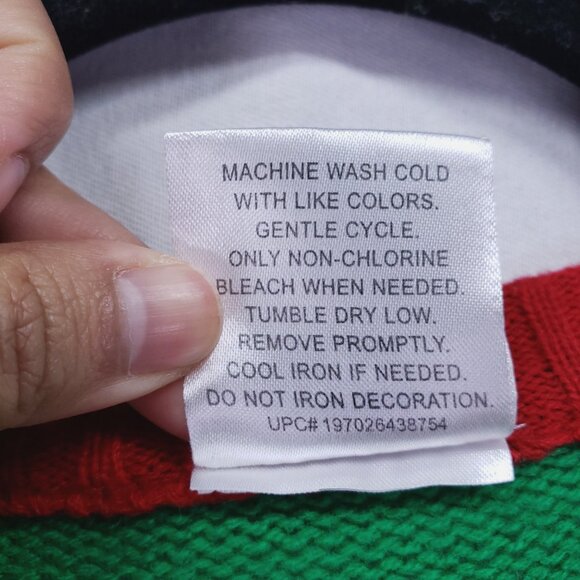 MACHINE WASH COLD
WITH LIKE COLORS.
GENTLE CYCLE.
ONLY NON-CHLORINE
BLEACH WHEN NEEDED.
TUMBLE DRY LOW.
REMOVE PROMPTLY.
COOL IRON IF NEEDED.
DO NOT IRON DECORATION.
UPC# 197026438754